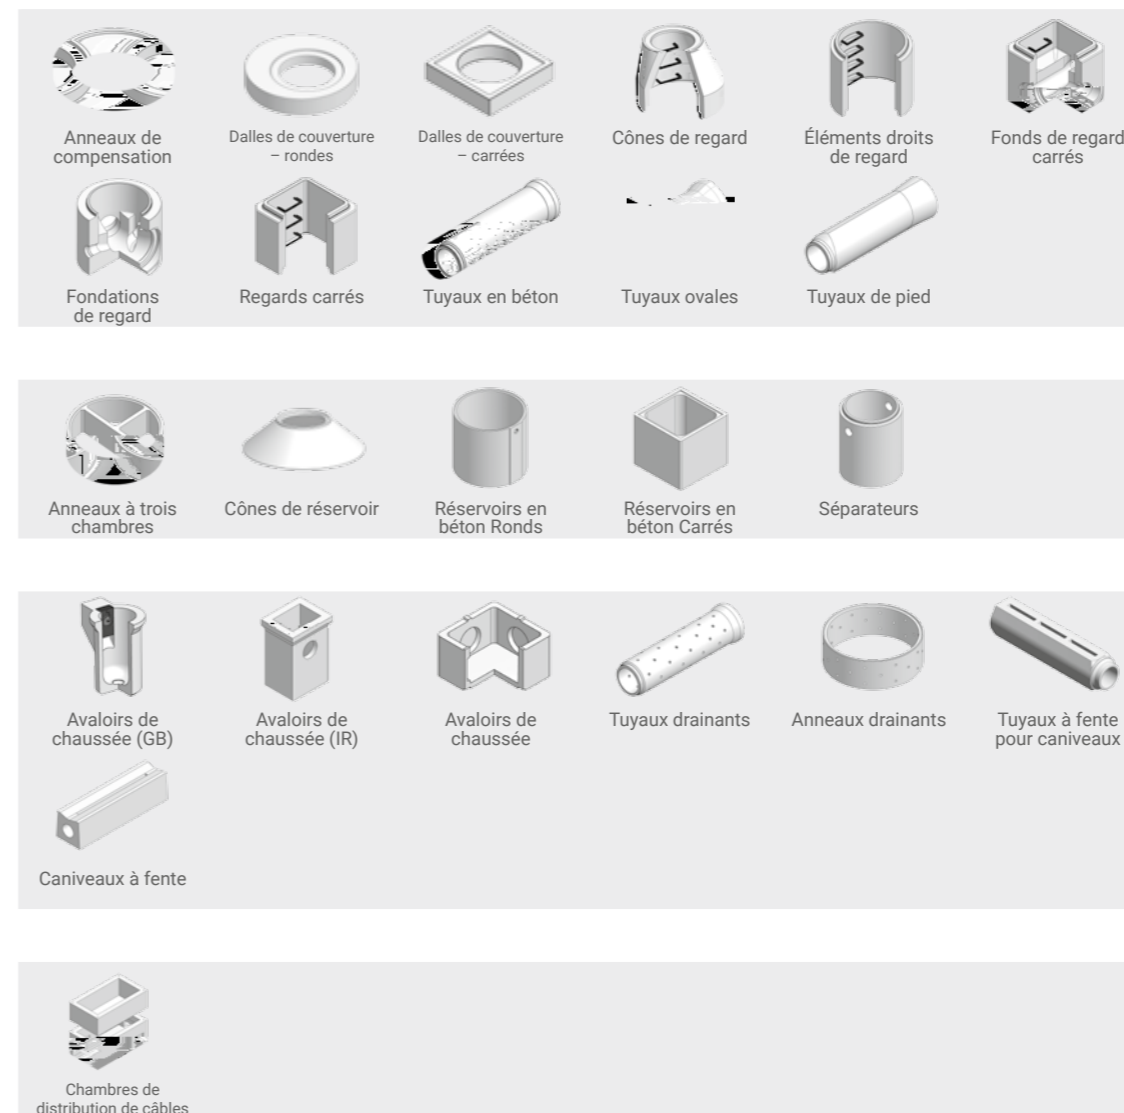 Anneaux de
compensation
Dalles de couverture
– rondes
Dalles de couverture
– carrées
Cônes de regard
Éléments droits
de regard
Fonds de regard
carrés
Fondations
de regard
Regards carrés
Tuyaux en béton
Tuyaux ovales
Tuyaux de pied
Anneaux à trois
chambres
Cônes de réservoir
Réservoirs en
béton Ronds
Réservoirs en
béton Carrés
Séparateurs
Avaloirs de
chaussée (GB)
Avaloirs de
chaussée (IR)
Avaloirs de
chaussée
Tuyaux drainants
Anneaux drainants
Tuyaux à fente
pour caniveaux
Caniveaux à fente
Chambres de
distribution de câbles